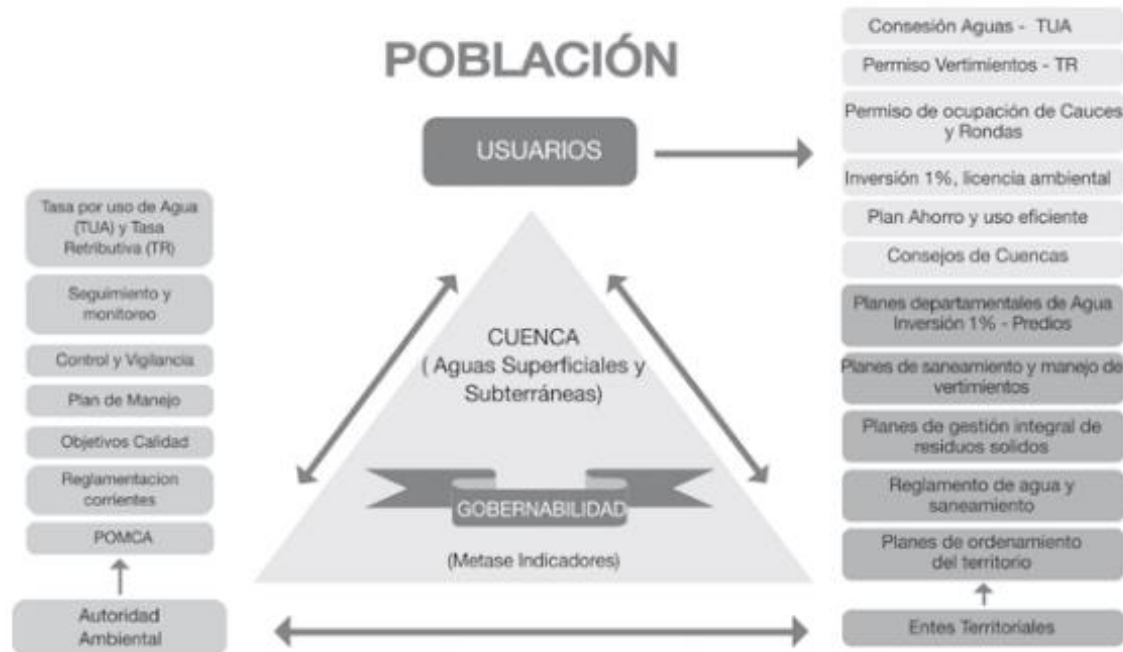 POBLACIÓN
USUARIOS
Tasa por uso de Agua
(TUA) y Tasa
Retributiva (TR)
Seguimiento y
monitoreo
Control y Vigilancia
Plan de Manejo
Objetivos Calidad
Reglamentacion
corrientes
POMCA
Autoridad
Ambiental
CUENCA
( Aguas Superficiales y
Subterráneas)
GOBERNABILIDAD
(Metase Indicadores)
Consesión Aguas - TUA
Permiso Vertimientos - TR
Permiso de ocupación de Cauces
y Rondas
Inversión 1%, licencia ambiental
Plan Ahorro y uso eficiente
Consejos de Cuencas
Planes departamentales de Agua
Inversión 1% - Predios
Planes de saneamiento y manejo de
vertimientos
Planes de gestión integral de
residuos solidos
Reglamento de agua y
saneamiento
Planes de ordenamiento
del territorio
Entes Territoriales